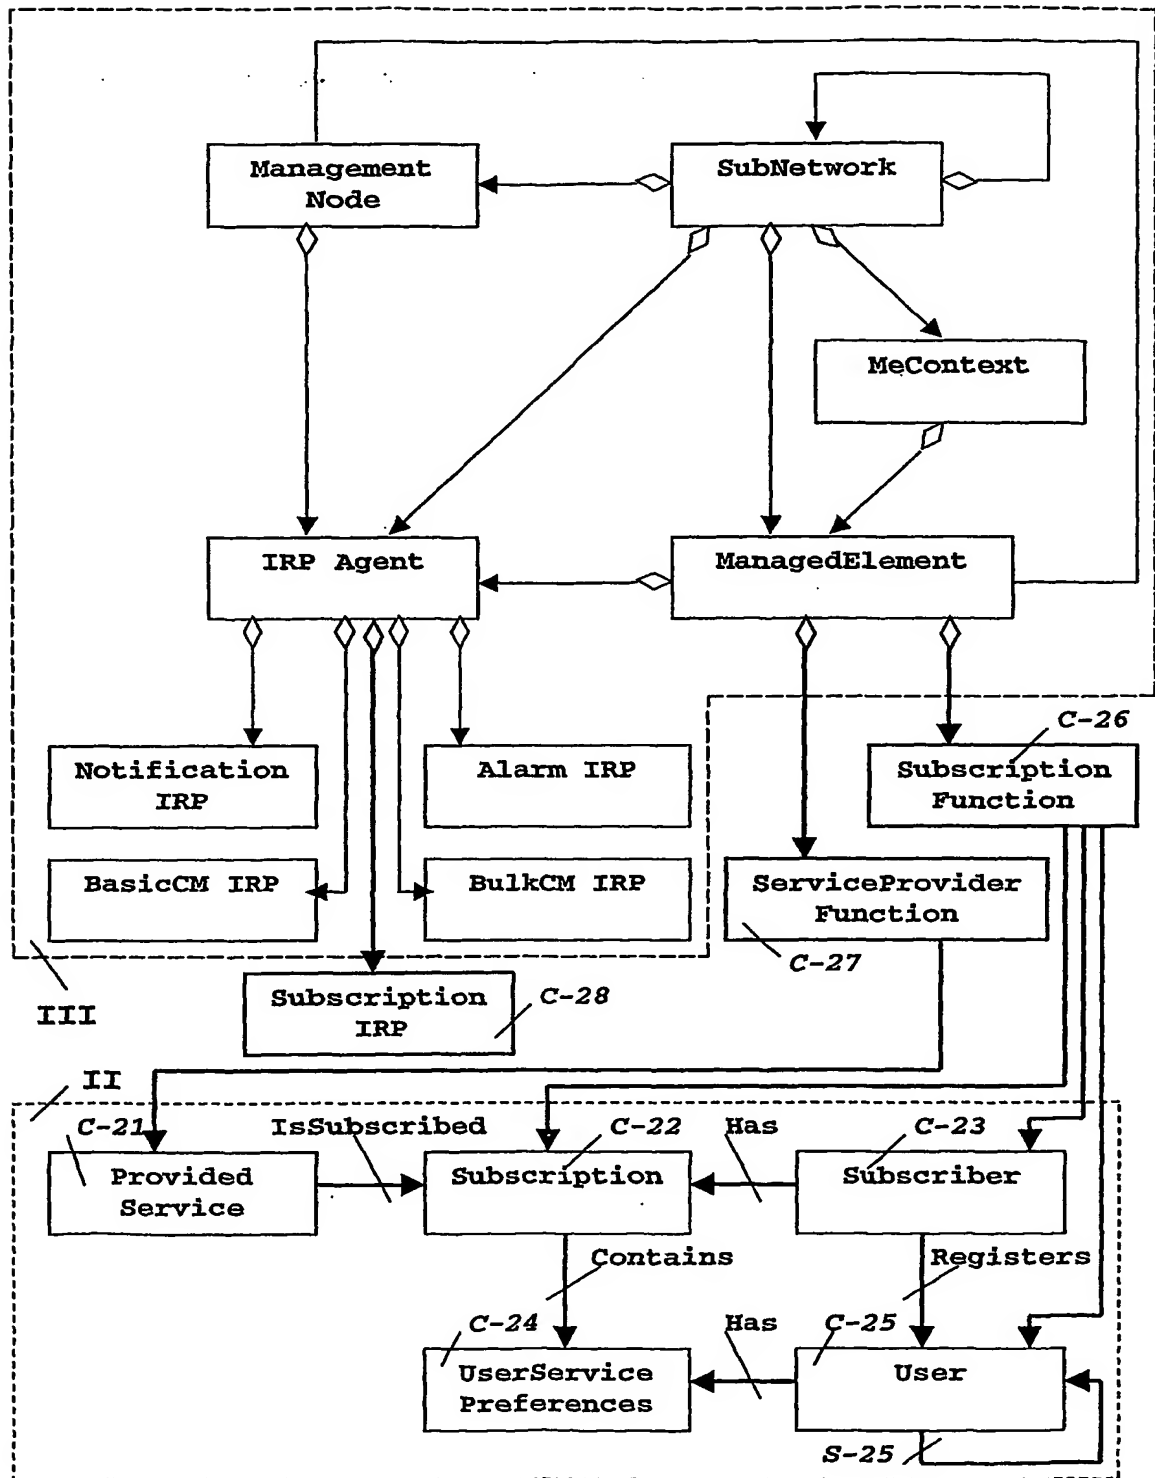 Management
Node
SubNetwork
MeContext
IRP Agent
ManagedElement
C-26
Notification
IRP
Alarm IRP
Subscription
Function
BasicCM IRP
BulkCM IRP
ServiceProvider
Function
C-27
III
Subscription
IRP
C-28
II
C-21
IsSubscribed
C-22
Has
C-23
Provided
Service
Subscription
Subscriber
Contains
Registers
C-24
Has
C-25
UserService
Preferences
User
S-25